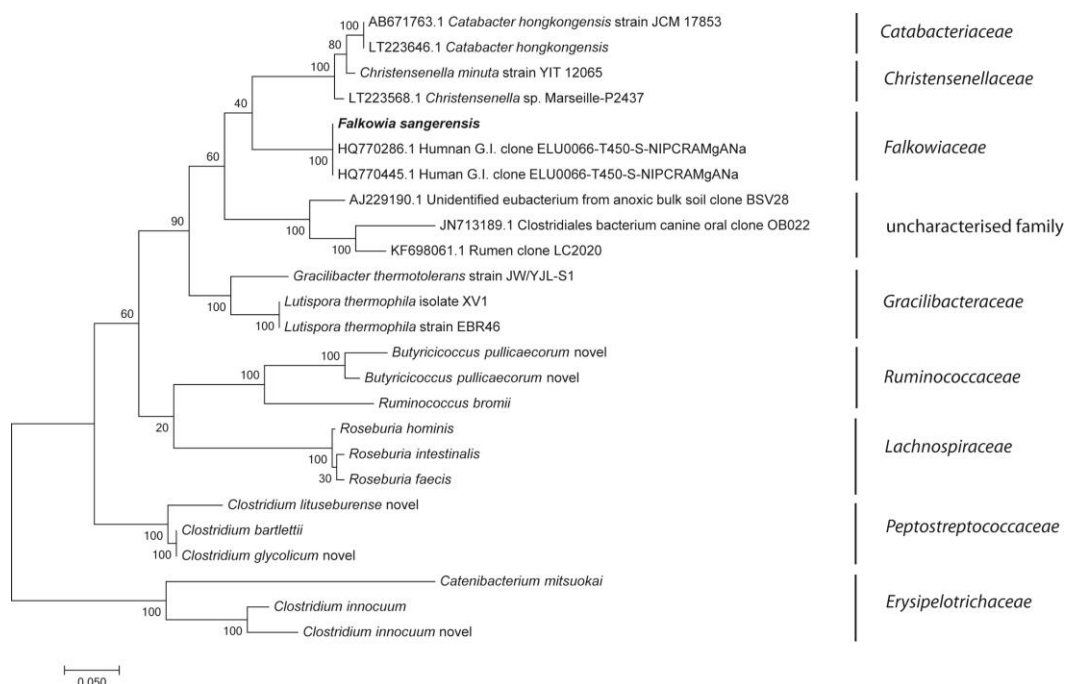 100
AB671763.1 Catabacter hongkongensis strain JCM 17853
80
LT223646.1 Catabacter hongkongensis
Catabacteriaceae
100
Christensenella minuta strain YIT 12065
LT223568.1 Christensenella sp. Marseille-P2437
Christensenellaceae
40
Falkowia sangerensis
HQ770286.1 Humnan G.I. clone ELU0066-T450-S-NIPCRAMgANa
100
HQ770445.1 Human G.I. clone ELU0066-T450-S-NIPCRAMgANa
Falkowiaceae
60
AJ229190.1 Unidentified eubacterium from anoxic bulk soil clone BSV28
100
JN713189.1 Clostridiales bacterium canine oral clone OB022
100
KF698061.1 Rumen clone LC2020
uncharacterised family
90
Gracilibacter thermotolerans strain JW/YJL-S1
100
Lutispora thermophila isolate XV1
100
Lutispora thermophila strain EBR46
Gracilibacteraceae
60
100
Butyricicoccus pullicaecorum novel
100
Butyricicoccus pullicaecorum novel
Ruminococcus bromii
Ruminococcaceae
20
Roseburia hominis
100
Roseburia intestinalis
30
Roseburia faecis
Lachnospiraceae
Clostridium lituseburense novel
100
Clostridium bartlettii
100
Clostridium glycolicum novel
Peptostreptococcaceae
Catenibacterium mitsuokai
100
Clostridium innocuum
100
Clostridium innocuum novel
Erysipelotrichaceae
0.050